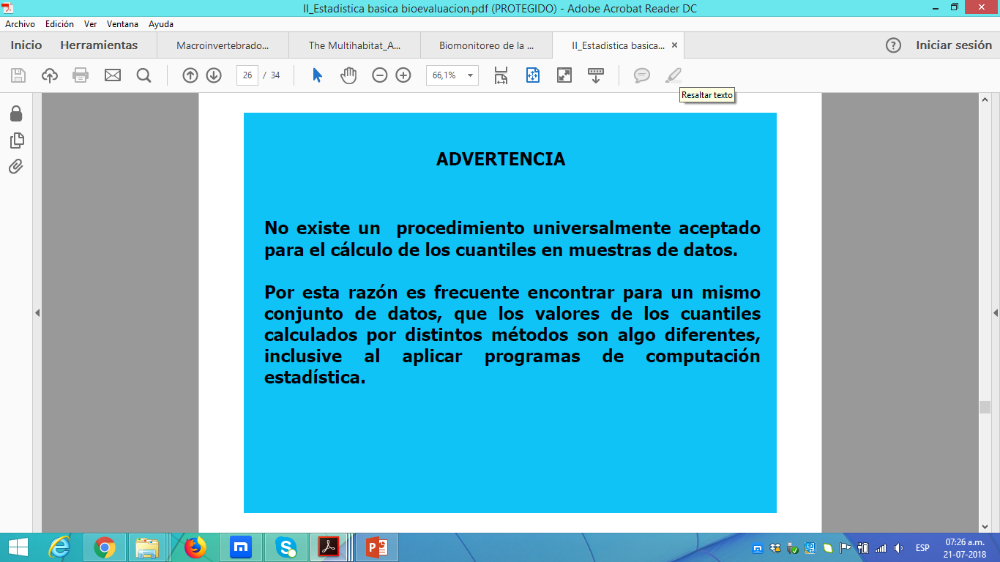 II_Estadistica basica bioevaluacion.pdf (PROTEGIDO) - Adobe Acrobat Reader DC
Archivo Edición Ver Ventana Ayuda
Inicio Herramientas Macroinvertebrado... The Multihabitat_A... Biomonitoreo de la ... II_Estadistica basica... × Iniciar sesión
26 / 34 66,1%
Resaltar texto
ADVERTENCIA
No existe un procedimiento universalmente aceptado
para el cálculo de los cuantiles en muestras de datos.
Por esta razón es frecuente encontrar para un mismo
conjunto de datos, que los valores de los cuantiles
calculados por distintos métodos son algo diferentes,
inclusive al aplicar programas de computación
estadística.
ESP
07:26 a.m.
21-07-2018